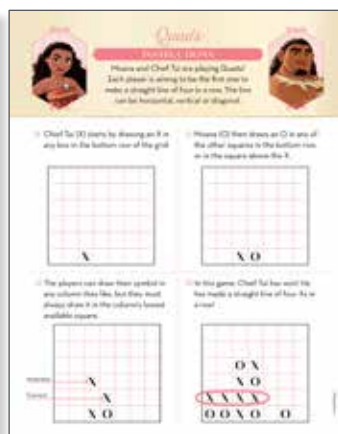 Quads
INSTRUCTIONS
Moana and Chief Tui are playing Quads!
Each player is aiming to be the first one to
make a straight line of four in a row. The line
can be horizontal, vertical or diagonal.
Chief Tui (X) starts by drawing an X in
any box in the bottom row of the grid.
X
Moana (O) then draws an O in any of
the other squares in the bottom row
or in the square above the X.
X O
The players can draw their symbol in
any column they like, but they must
always draw it in the column's lowest
available square.
X
X
X O
In this game, Chief Tui has won! He
has made a straight line of four Xs in
a row!
O X
X O
X X X X
O O X O O